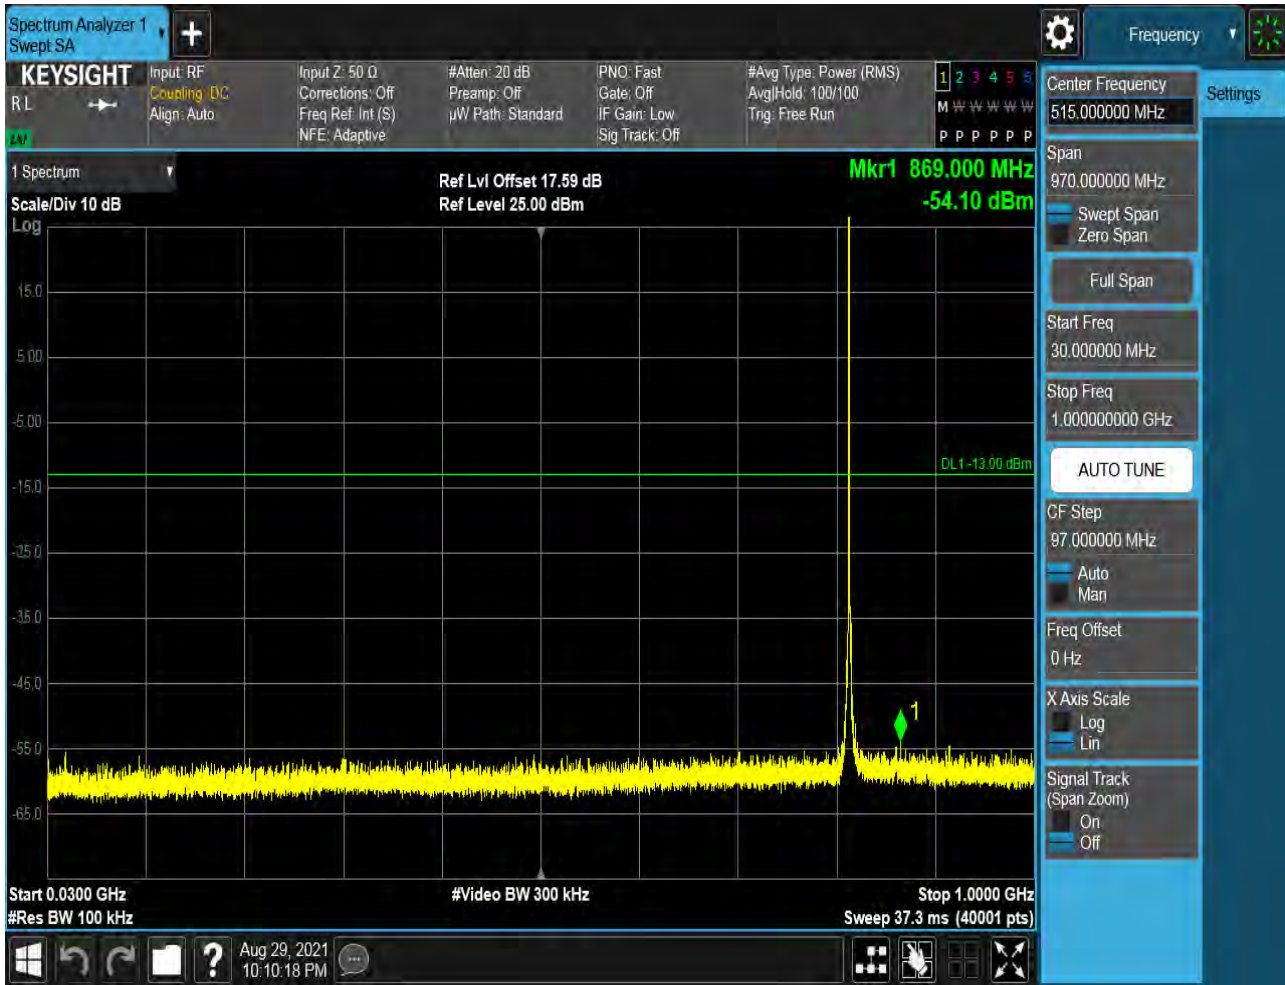 Spectrum Analyzer 1
Swept SA
Frequency
KEYSIGHT
R L
LNI
Input: RF
Coupling: DC
Align: Auto
Input Z: 50 Ω
Corrections: Off
Freq Ref: Int (S)
NFE: Adaptive
#Atten: 20 dB
Preamp: Off
µW Path: Standard
PNO: Fast
Gate: Off
IF Gain: Low
Sig Track: Off
#Avg Type: Power (RMS)
Avg|Hold: 100/100
Trig: Free Run
1 2 3 4 5 6
M W W W W W
P P P P P P
1 Spectrum
Scale/Div 10 dB
Log
Ref Lvl Offset 17.59 dB
Ref Level 25.00 dBm
Mkr1 869.000 MHz
-54.10 dBm
15.0
5.00
-5.00
DL1 -13.00 dBm
-15.0
-25.0
-35.0
-45.0
1
-55.0
-65.0
Start 0.0300 GHz
#Video BW 300 kHz
Stop 1.0000 GHz
#Res BW 100 kHz
Sweep 37.3 ms (40001 pts)
?
Aug 29, 2021
10:10:18 PM
Center Frequency
515.000000 MHz
Settings
Span
970.000000 MHz
Swept Span
Zero Span
Full Span
Start Freq
30.000000 MHz
Stop Freq
1.000000000 GHz
AUTO TUNE
CF Step
97.000000 MHz
Auto
Man
Freq Offset
0 Hz
X Axis Scale
Log
Lin
Signal Track
(Span Zoom)
On
Off